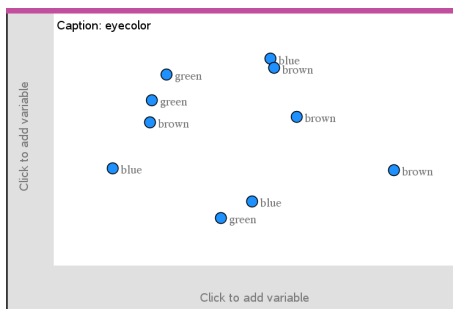 Caption: eyecolor
blue
brown
green
green
brown
brown
blue
brown
blue
green
Click to add variable
Click to add variable